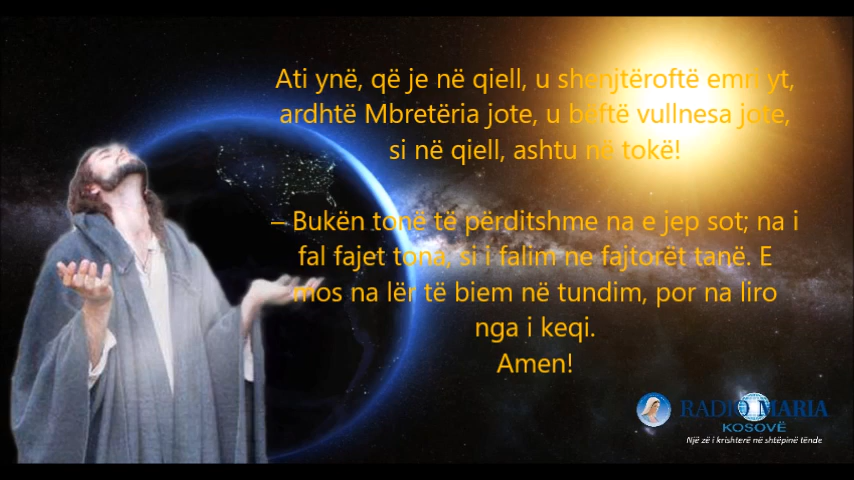 Ati ynë, që je në qiell, u shenjtëroftë emri yt,
ardhtë Mbretëria jote, u bëftë vullnesa jote,
si në qiell, ashtu në tokë!
– Bukën tonë të përditshme na e jep sot; na i
fal fajet tona, si i falim ne fajtorët tanë. E
mos na lër të biem në tundim, por na liro
nga i keqi.
Amen!
RADIO MARIA
KOSOVË
Një zë i krishterë në shtëpinë tënde